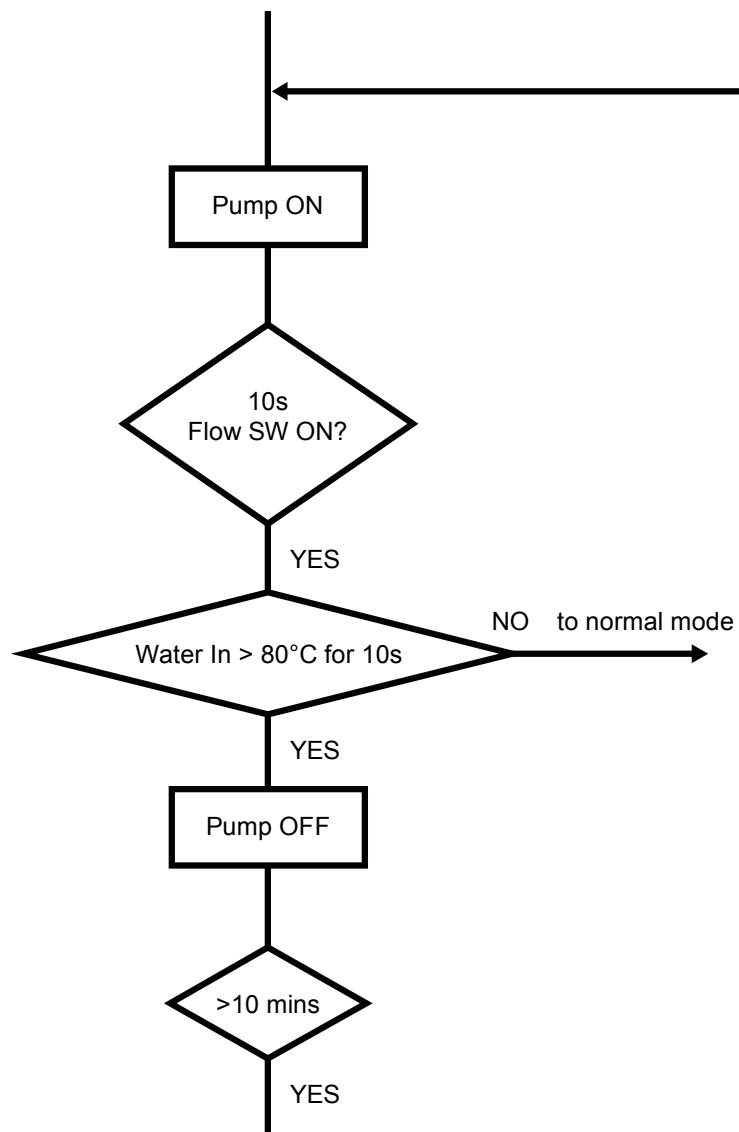 Pump ON
10s
Flow SW ON?
YES
NO to normal mode
Water In > 80°C for 10s
YES
Pump OFF
>10 mins
YES